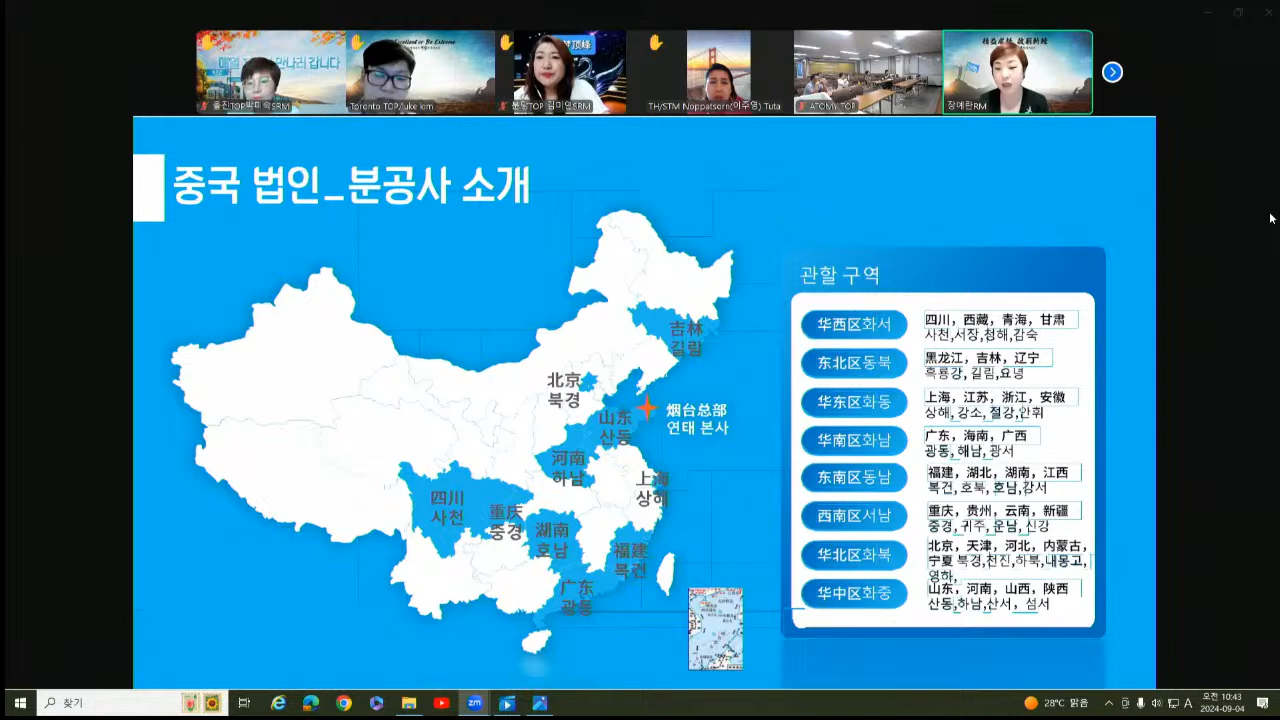 Toronto TOP/luke kim
TH/STM Noppatsorn(이주영) Tuta
ATOMY TOP
장예란RM
중국 법인_분공사 소개
관할 구역
华西区화서
四川，西藏，青海，甘肃
사천,서장,청해,감숙
东北区동북
黑龙江，吉林，辽宁
흑룡강, 길림,요녕
华东区화동
上海，江苏，浙江，安徽
상해, 강소, 절강,안휘
华南区화남
广东，海南，广西
광동,해남,광서
东南区동남
福建，湖北，湖南，江西
복건, 호북, 호남,강서
西南区서남
重庆，贵州，云南，新疆
중경, 귀주, 운남, 신강
华北区화북
北京，天津，河北，内蒙古，
宁夏 북경,천진,하북,내몽고,
영하,
华中区화중
山东，河南，山西，陕西
산동,하남,산서, 섬서
吉林
길림
北京
북경
烟台总部
연태 본사
山东
산동
河南
하남
上海
상해
四川
사천
重庆
중경
湖南
호남
福建
복건
广东
광동
찾기
28°C 맑음
A
오전 10:43
2024-09-04